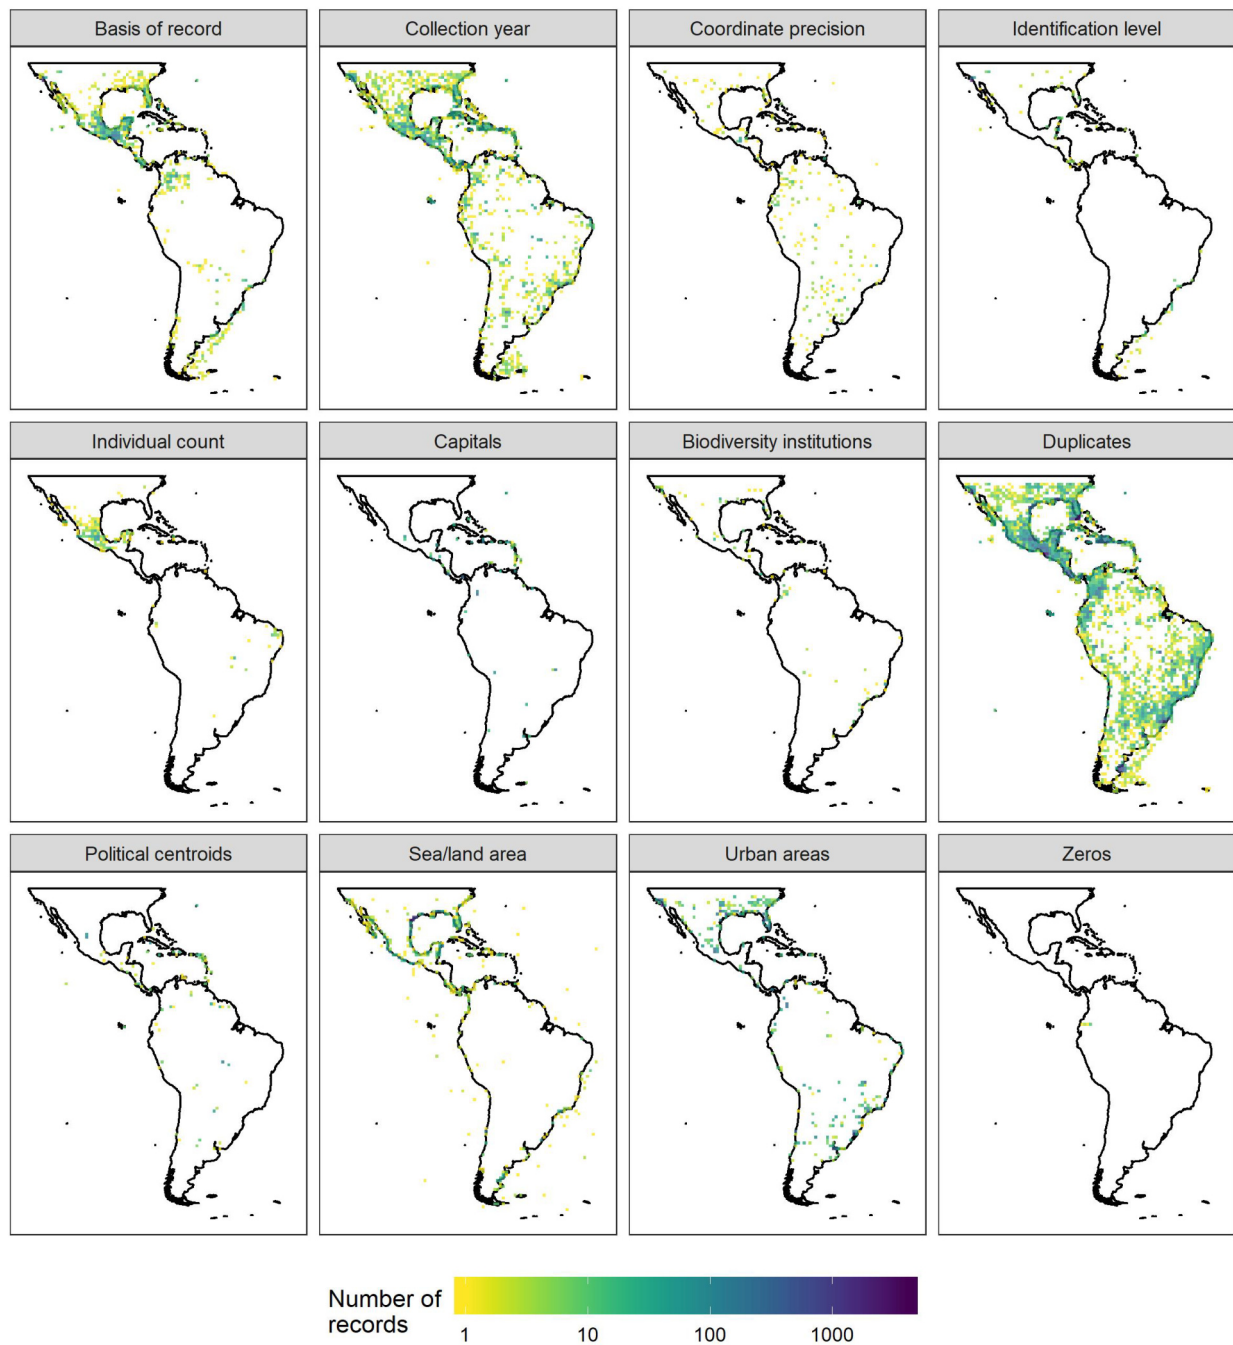 Basis of record
Collection year
Coordinate precision
Identification level
Individual count
Capitals
Biodiversity institutions
Duplicates
Political centroids
Sea/land area
Urban areas
Zeros
Number of
records
1
10
100
1000